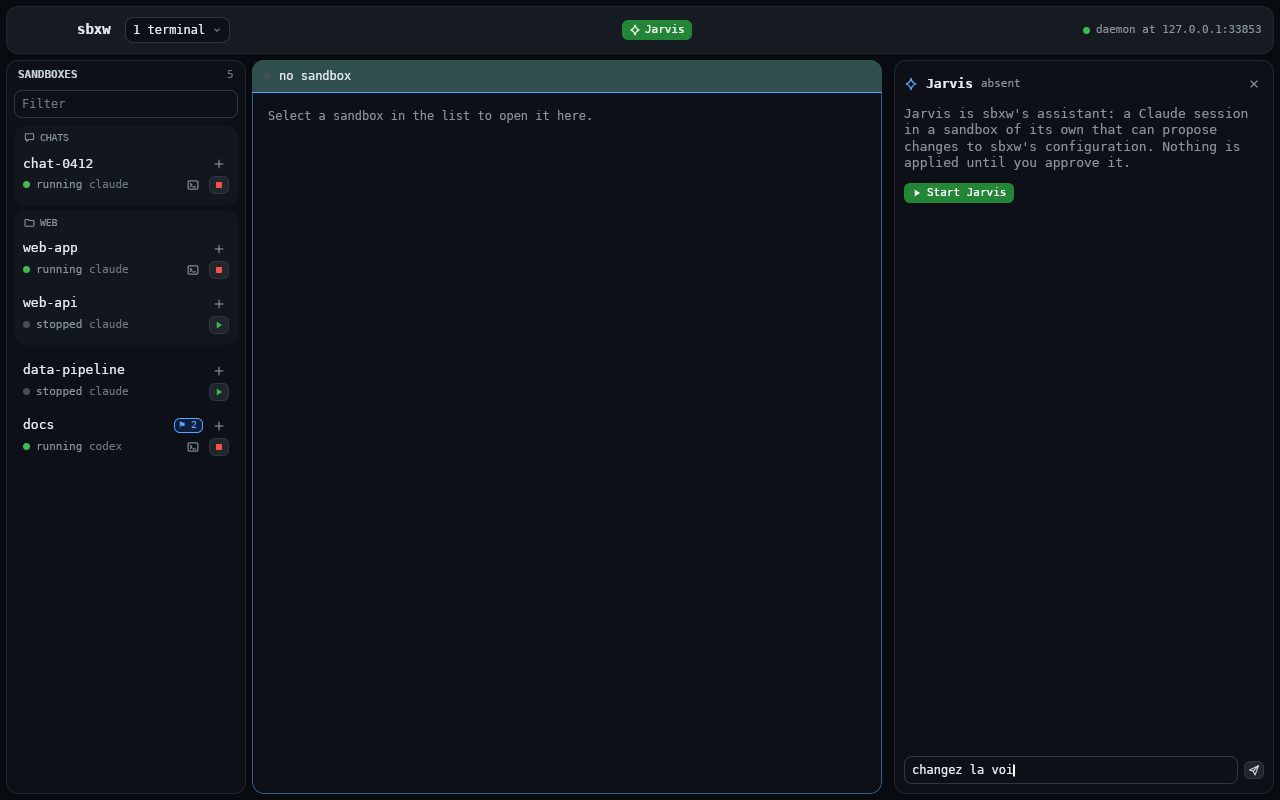 sbxw
1 terminal
Jarvis
daemon at 127.0.0.1:33853
SANDBOXES 5
Filter
CHATS
chat-0412
running claude
WEB
web-app
running claude
web-api
stopped claude
data-pipeline
stopped claude
docs 2
running codex
no sandbox
Select a sandbox in the list to open it here.
Jarvis absent
Jarvis is sbxw's assistant: a Claude session
in a sandbox of its own that can propose
changes to sbxw's configuration. Nothing is
applied until you approve it.
Start Jarvis
changez la voi